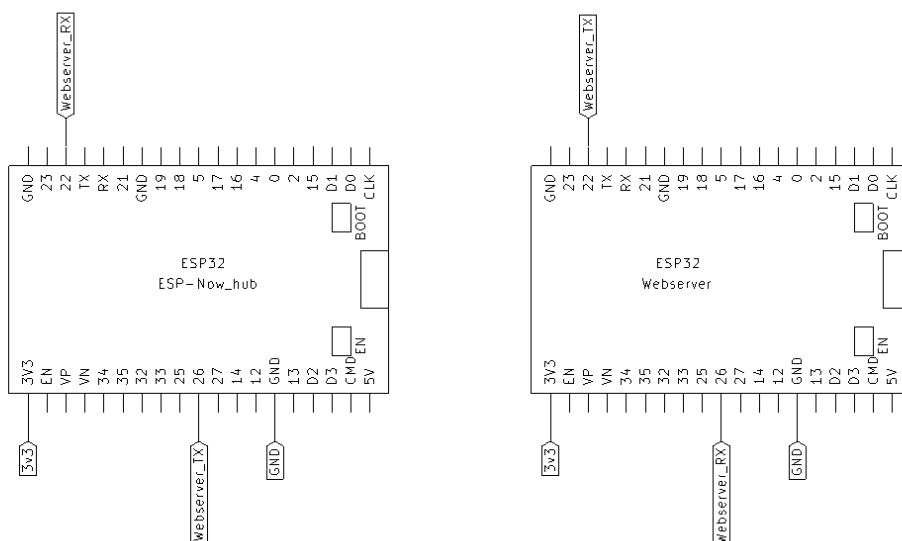 Webserver_RX
GND 23 22 TX RX 21 GND 19 18 5 17 16 4 0 2 15 D1 D0 CLK
BOOT
ESP32
ESP-Now_hub
EN
3V3 EN VP VN 34 35 32 33 25 26 27 14 12 GND 13 D2 D3 CMD 5V
3v3
Webserver_TX
GND
Webserver_TX
GND 23 22 TX RX 21 GND 19 18 5 17 16 4 0 2 15 D1 D0 CLK
BOOT
ESP32
Webserver
EN
3V3 EN VP VN 34 35 32 33 25 26 27 14 12 GND 13 D2 D3 CMD 5V
3v3
Webserver_RX
GND